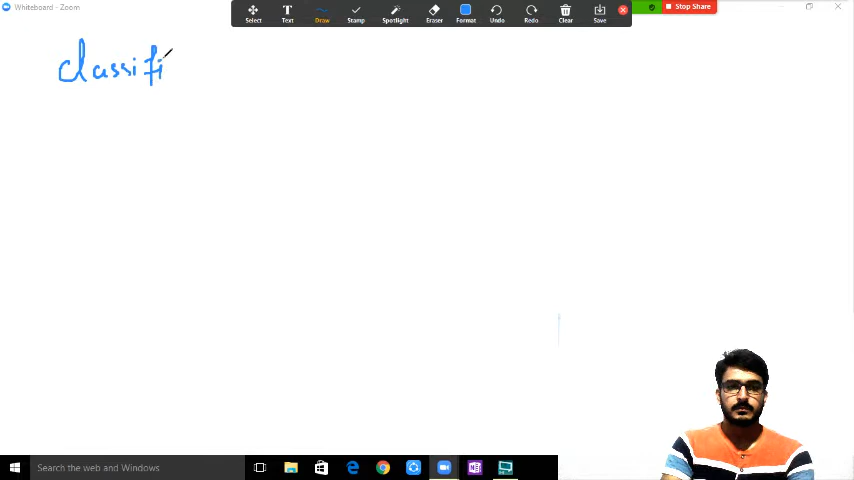 Whiteboard - Zoom
Select Text Draw Stamp Spotlight Eraser Format Undo Redo Clear Save
Stop Share
classifi
Search the web and Windows